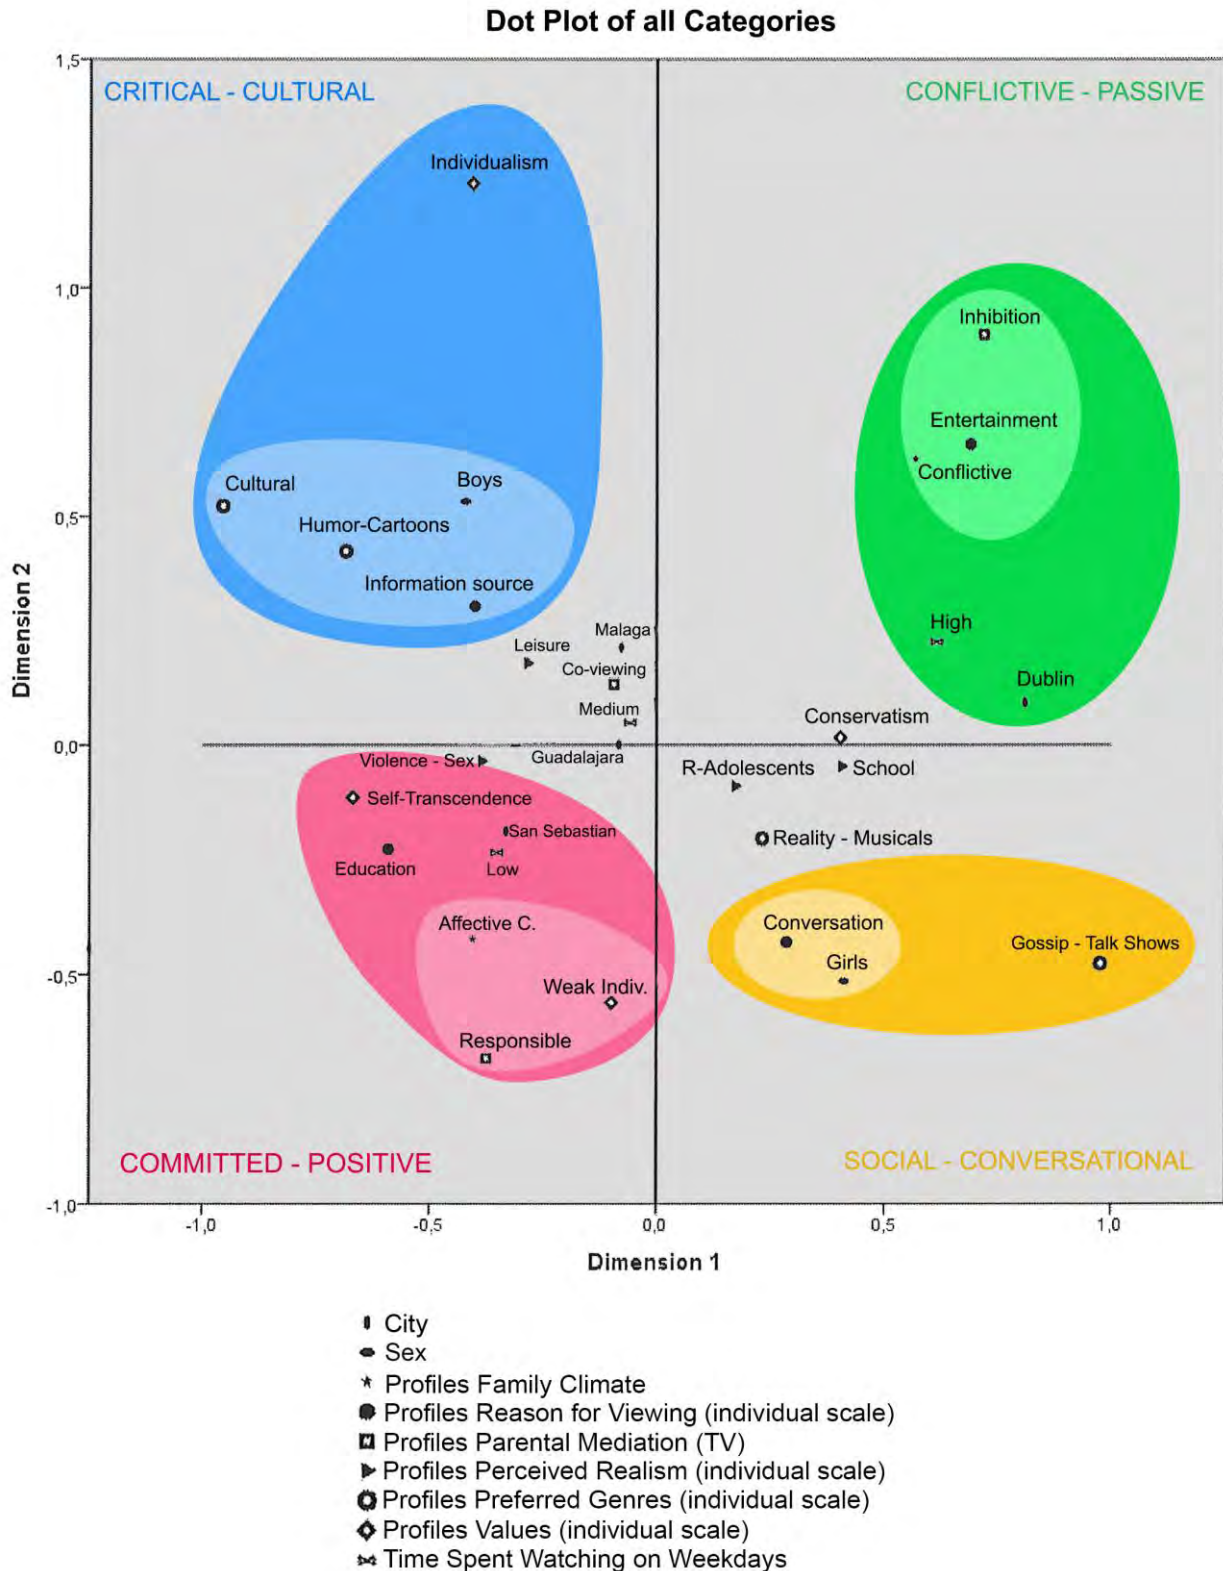 Dot Plot of all Categories
1,5
CRITICAL - CULTURAL
CONFLICTIVE - PASSIVE
Individualism
1,0
Inhibition
Entertainment
Conflictive
Cultural
Boys
0,5
Humor-Cartoons
Information source
High
Malaga
Leisure
Co-viewing
Dublin
Medium
Conservatism
0,0
Guadalajara
Violence - Sex
R-Adolescents
School
Self-Transcendence
San Sebastian
Reality - Musicals
Education
Low
Affective C.
Conversation
Gossip - Talk Shows
Girls
-0,5
Weak Indiv.
Responsible
COMMITTED - POSITIVE
SOCIAL - CONVERSATIONAL
-1,0
-1,0
-0,5
0,0
0,5
1,0
Dimension 2
Dimension 1
City
Sex
Profiles Family Climate
Profiles Reason for Viewing (individual scale)
Profiles Parental Mediation (TV)
Profiles Perceived Realism (individual scale)
Profiles Preferred Genres (individual scale)
Profiles Values (individual scale)
Time Spent Watching on Weekdays